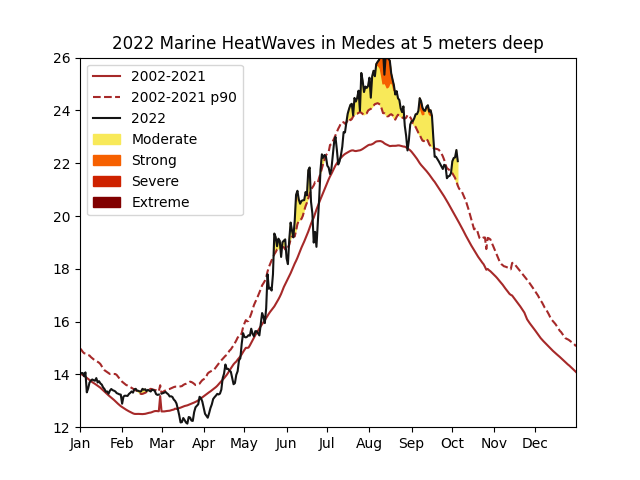 2022 Marine HeatWaves in Medes at 5 meters deep
26
24
22
20
18
16
14
12
2002-2021
2002-2021 p90
2022
Moderate
Strong
Severe
Extreme
Jan Feb Mar Apr May Jun Jul Aug Sep Oct Nov Dec